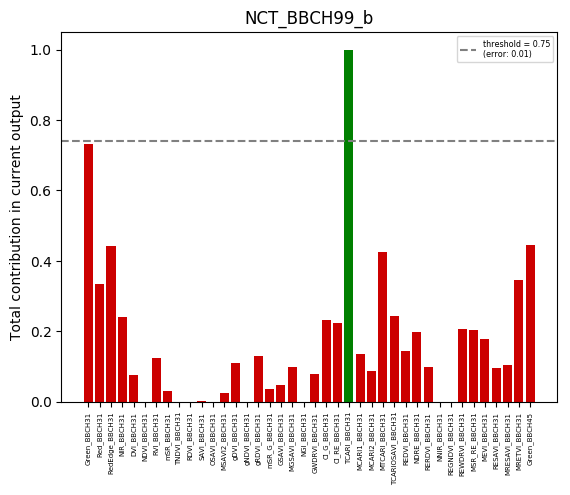 NCT_BBCH99_b
threshold = 0.75
(error: 0.01)
Total contribution in current output
1.0
0.8
0.6
0.4
0.2
0.0
Green_BBCH31
Red_BBCH31
RedEdge_BBCH31
NIR_BBCH31
DVI_BBCH31
NDVI_BBCH31
RVI_BBCH31
mSR_BBCH31
TNDVI_BBCH31
RDVI_BBCH31
SAVI_BBCH31
OSAVI_BBCH31
MSAVI2_BBCH31
gDVI_BBCH31
gNDVI_BBCH31
gRDVI_BBCH31
mSR_G_BBCH31
GSAVI_BBCH31
MGSAVI_BBCH31
NGI_BBCH31
GWDRVI_BBCH31
CI_G_BBCH31
CI_RE_BBCH31
TCARI_BBCH31
MCARI1_BBCH31
MCARI2_BBCH31
MTCARI_BBCH31
TCARIOSAVI_BBCH31
REDVI_BBCH31
NDRE_BBCH31
RERDVI_BBCH31
NNIR_BBCH31
REGNDVI_BBCH31
REWDRVI_BBCH31
MSR_RE_BBCH31
MEVI_BBCH31
RESAVI_BBCH31
MRESAVI_BBCH31
MRETVI_BBCH31
Green_BBCH45